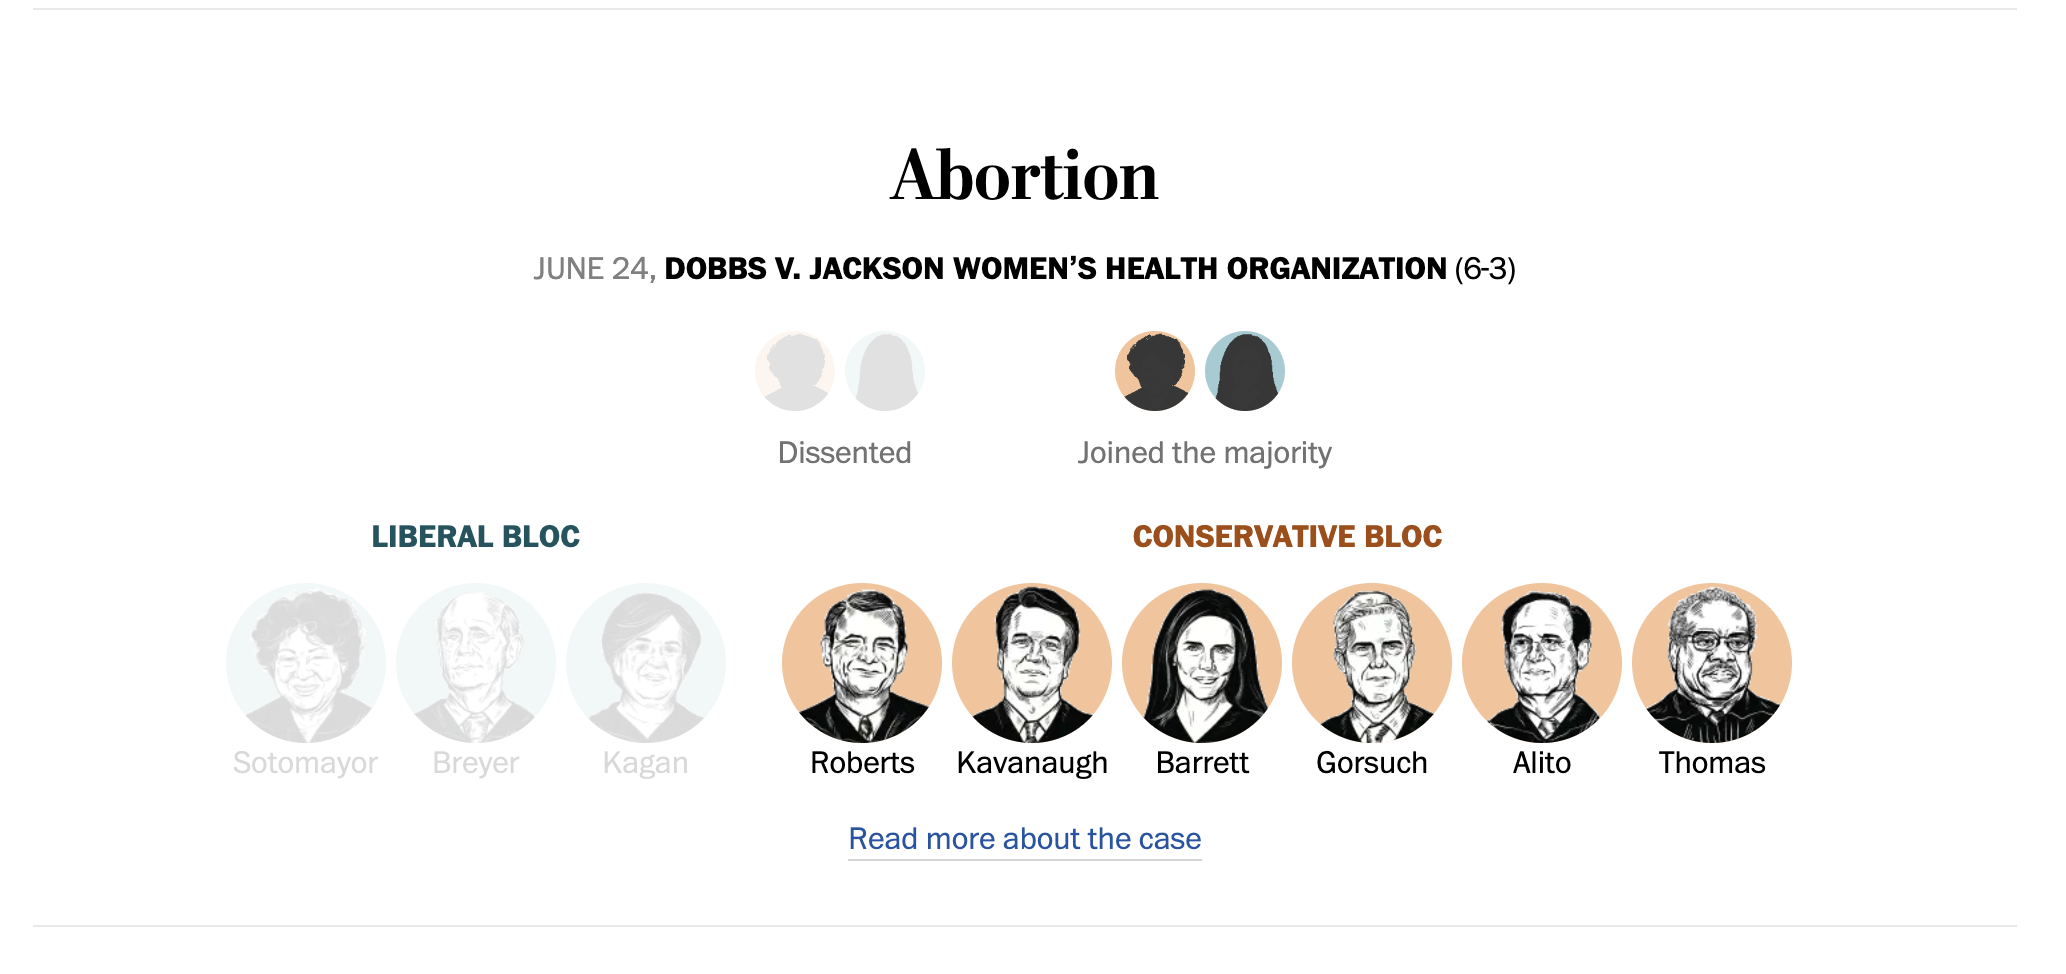 Abortion
JUNE 24, DOBBS V. JACKSON WOMEN’S HEALTH ORGANIZATION (6-3)
Dissented
Joined the majority
LIBERAL BLOC
CONSERVATIVE BLOC
Sotomayor
Breyer
Kagan
Roberts
Kavanaugh
Barrett
Gorsuch
Alito
Thomas
Read more about the case